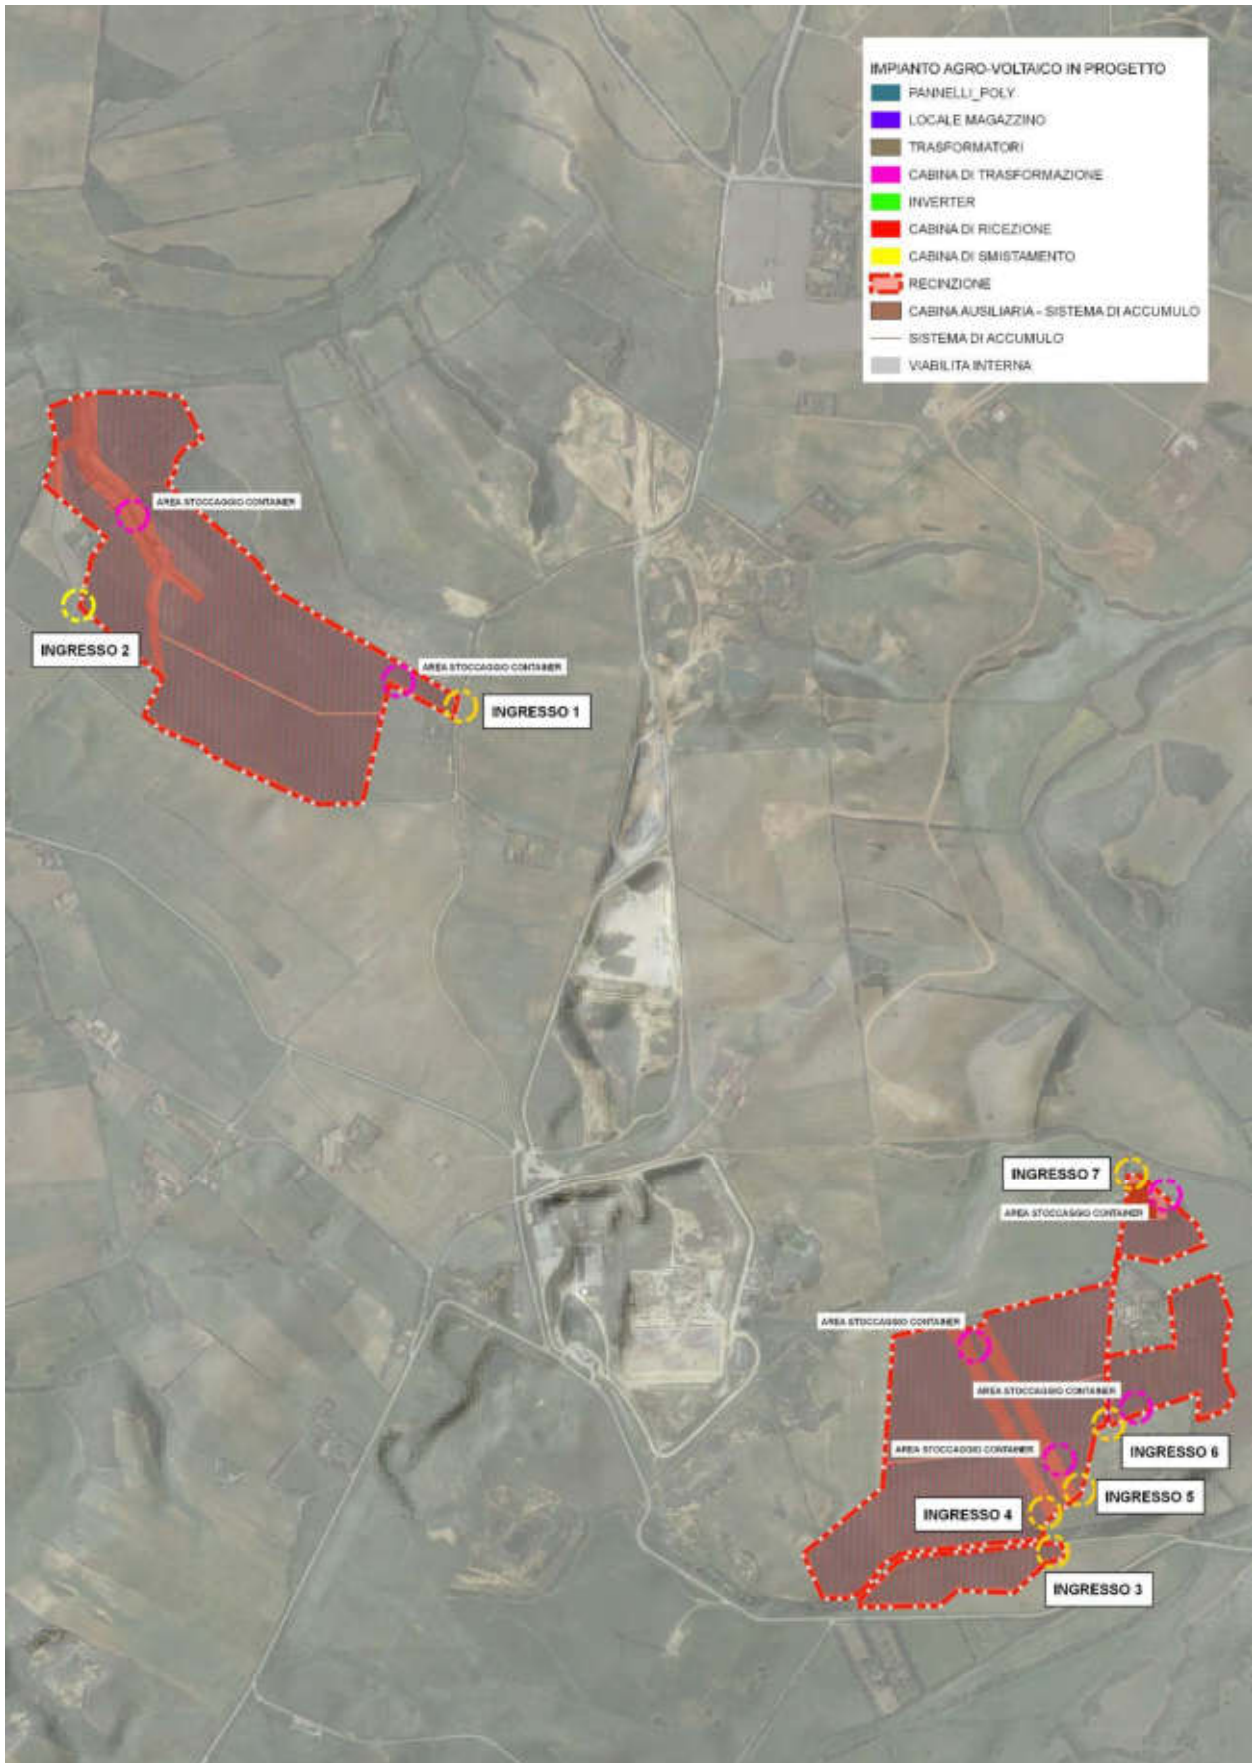 IMPIANTO AGRO-VOLTAICO IN PROGETTO
PANNELLI_POLY
LOCALE MAGAZZINO
TRASFORMATORI
CABINA DI TRASFORMAZIONE
INVERTER
CABINA DI RICEZIONE
CABINA DI SMISTAMENTO
RECINZIONE
CABINA AUSILIARIA - SISTEMA DI ACCUMULO
SISTEMA DI ACCUMULO
VIABILITA INTERNA
AREA STOCCAGGIO CONTAINER
INGRESSO 2
AREA STOCCAGGIO CONTAINER
INGRESSO 1
INGRESSO 7
AREA STOCCAGGIO CONTAINER
AREA STOCCAGGIO CONTAINER
AREA STOCCAGGIO CONTAINER
AREA STOCCAGGIO CONTAINER
INGRESSO 6
INGRESSO 5
INGRESSO 4
INGRESSO 3